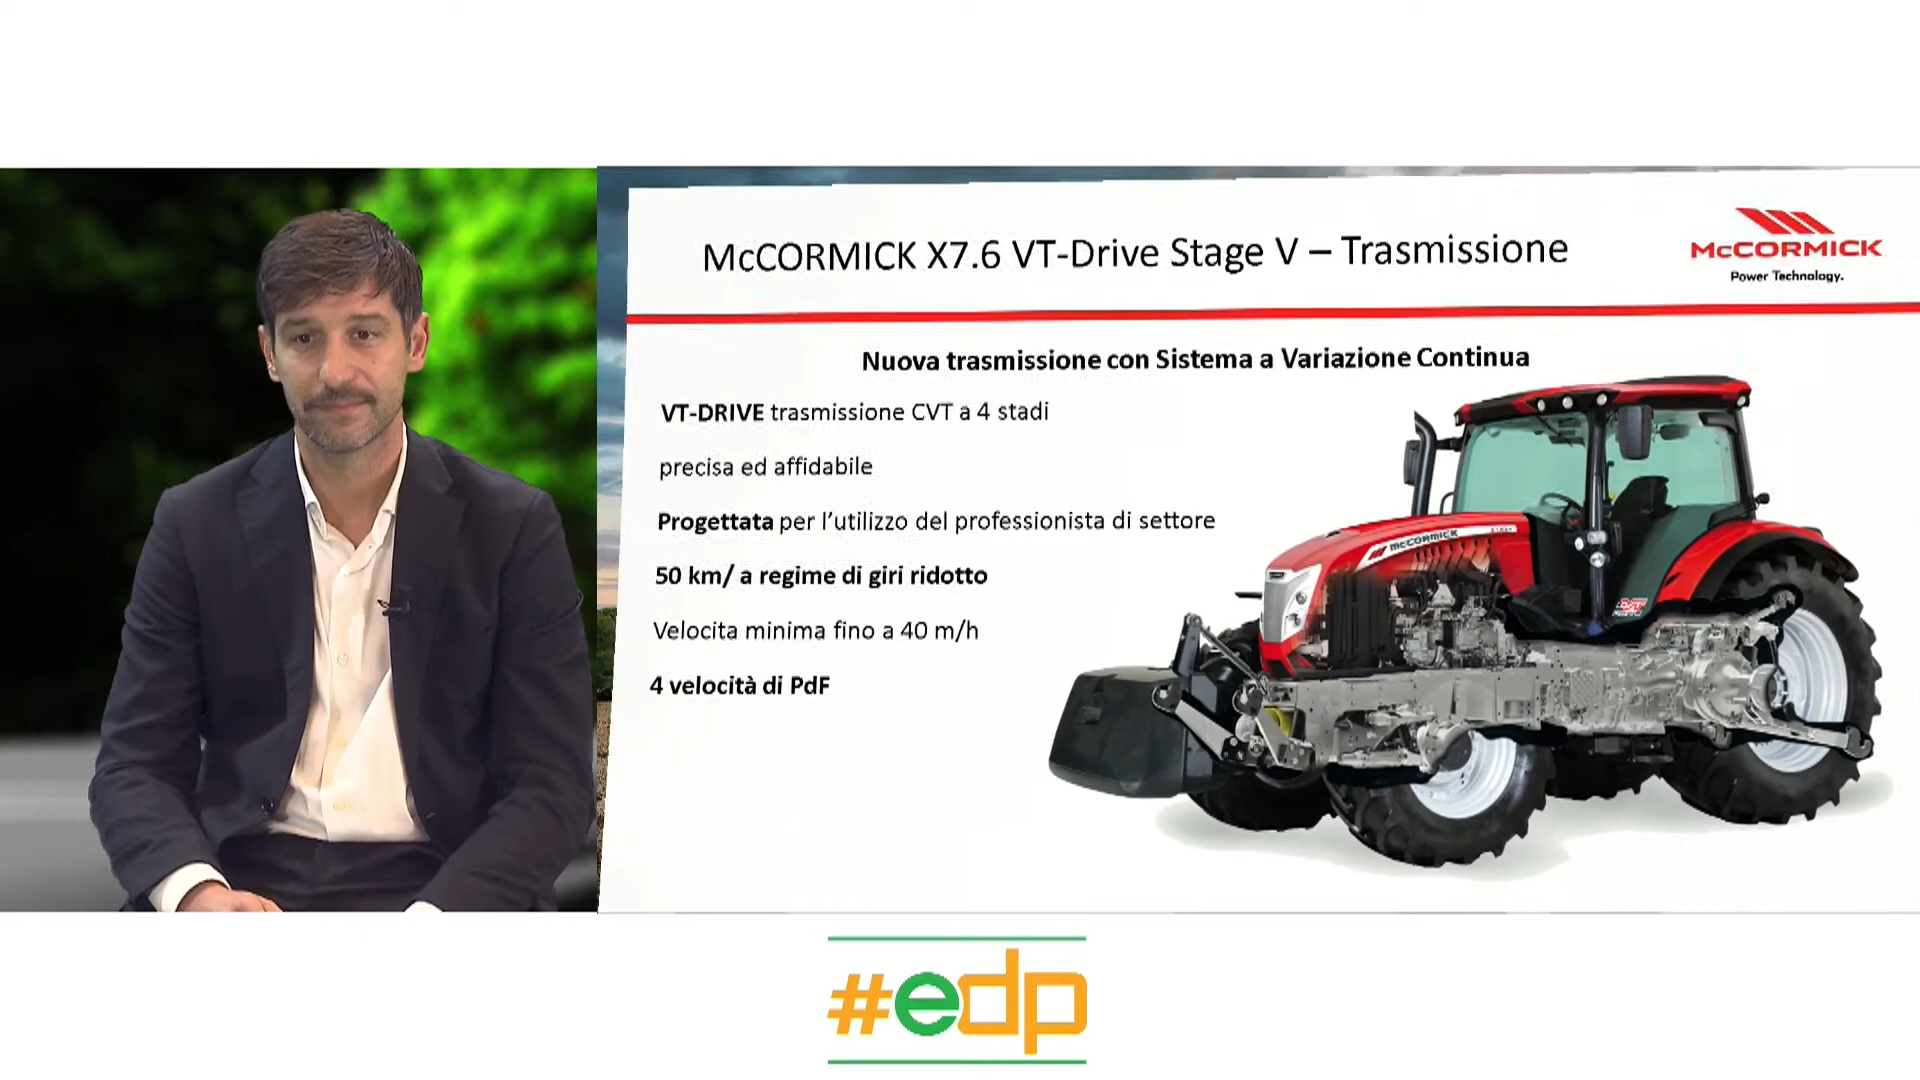 McCORMICK X7.6 VT-Drive Stage V – Trasmissione
McCORMICK
Power Technology.
Nuova trasmissione con Sistema a Variazione Continua
VT-DRIVE trasmissione CVT a 4 stadi
precisa ed affidabile
Progettata per l'utilizzo del professionista di settore
50 km/ a regime di giri ridotto
Velocita minima fino a 40 m/h
4 velocità di PdF
McCORMICK
#edp